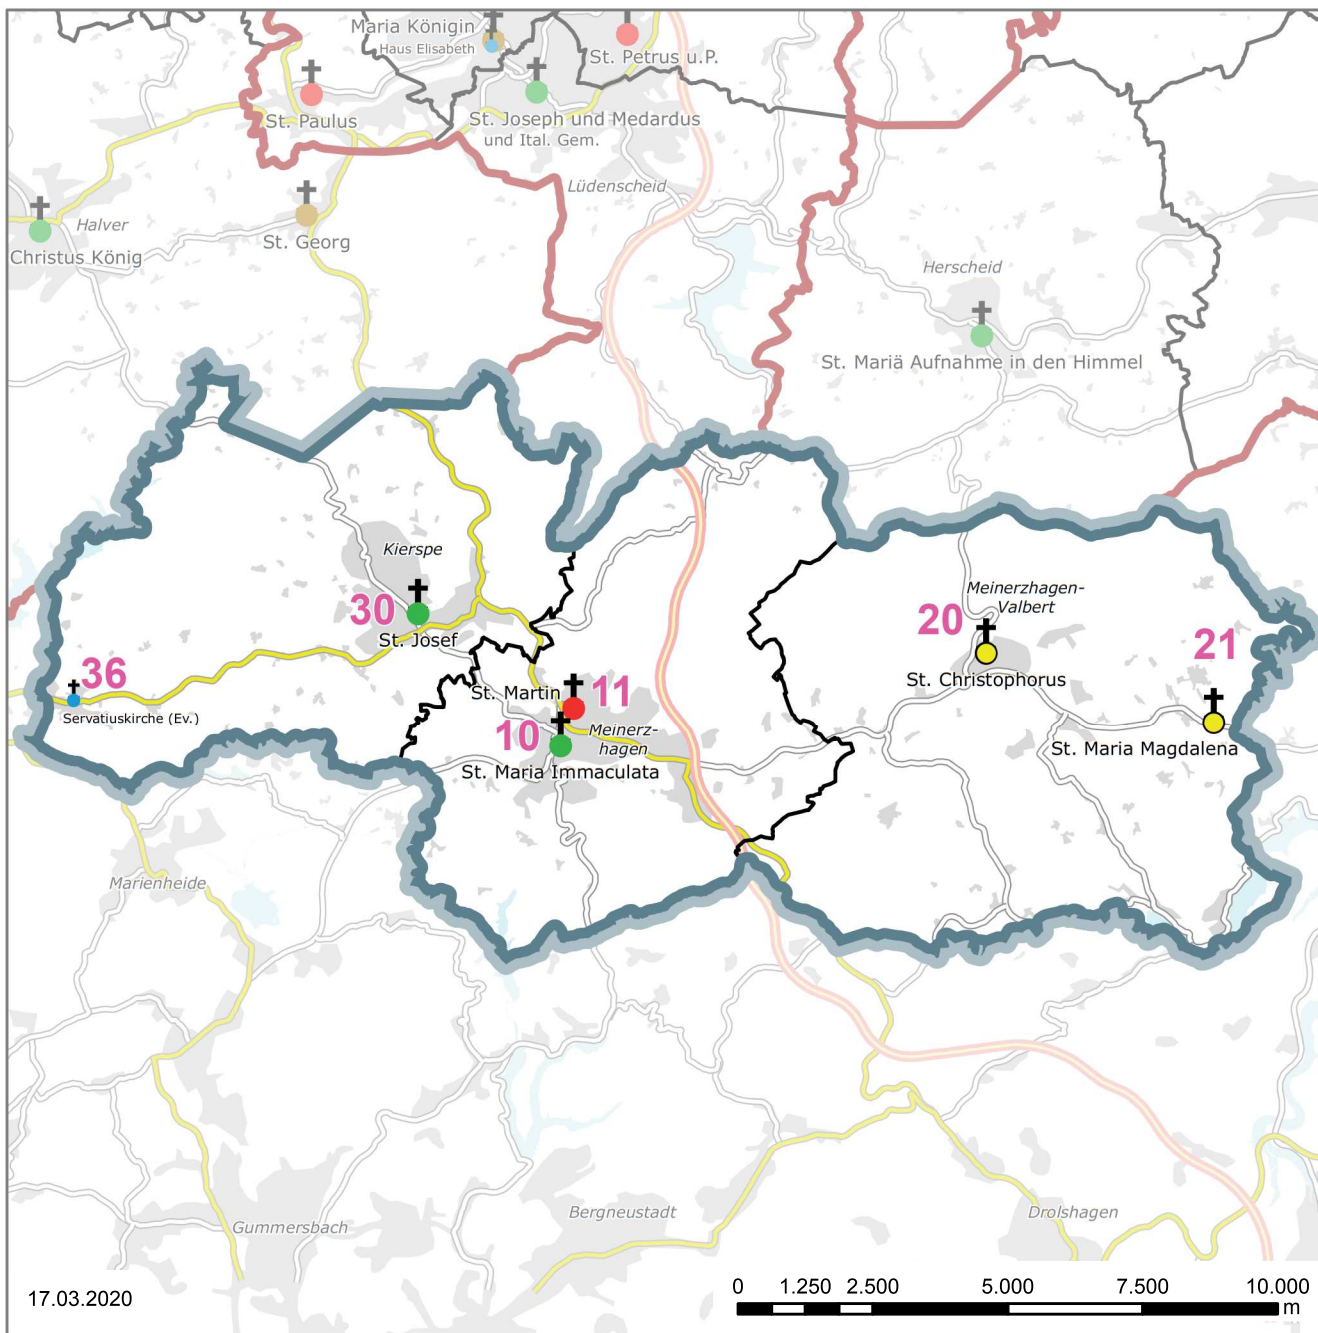 Maria Königin
Haus Elisabeth
St. Petrus u.P.
St. Paulus
St. Joseph und Medardus
und Ital. Gem.
Lüdenscheid
Halver
Christus König
St. Georg
Herscheid
St. Mariä Aufnahme in den Himmel
Kierspe
30
St. Josef
Meinerzhagen-
Valbert
20
St. Christophorus
21
St. Maria Magdalena
36
Servatiuskirche (Ev.)
St. Martin
11
10
Meinerz-
hagen
St. Maria Immaculata
Marienheide
Gummersbach
Bergneustadt
Drolshagen
17.03.2020
0 1.250 2.500 5.000 7.500 10.000
m